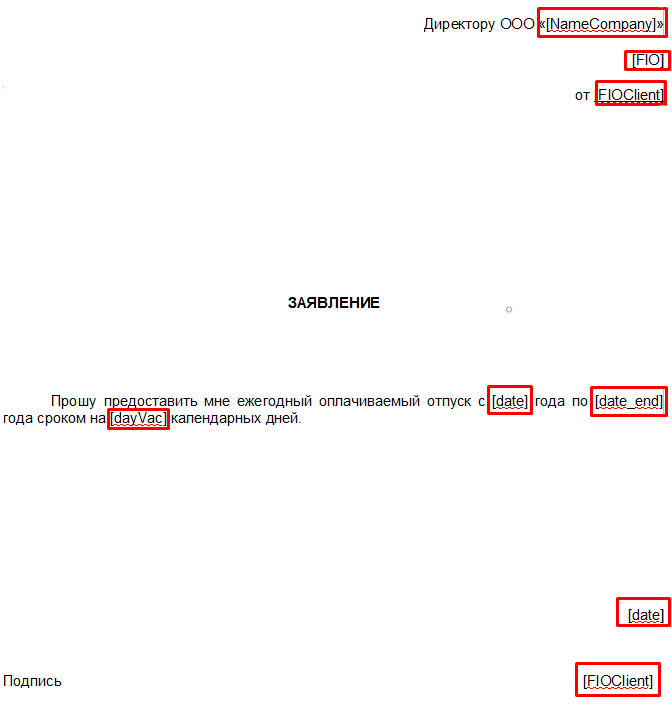 Директору ООО «[NameCompany]»
[FIO]
от [FIOClient]
ЗАЯВЛЕНИЕ
Прошу предоставить мне ежегодный оплачиваемый отпуск с [date] года по [date_end]
года сроком на [dayVac] календарных дней.
[date]
Подпись [FIOClient]